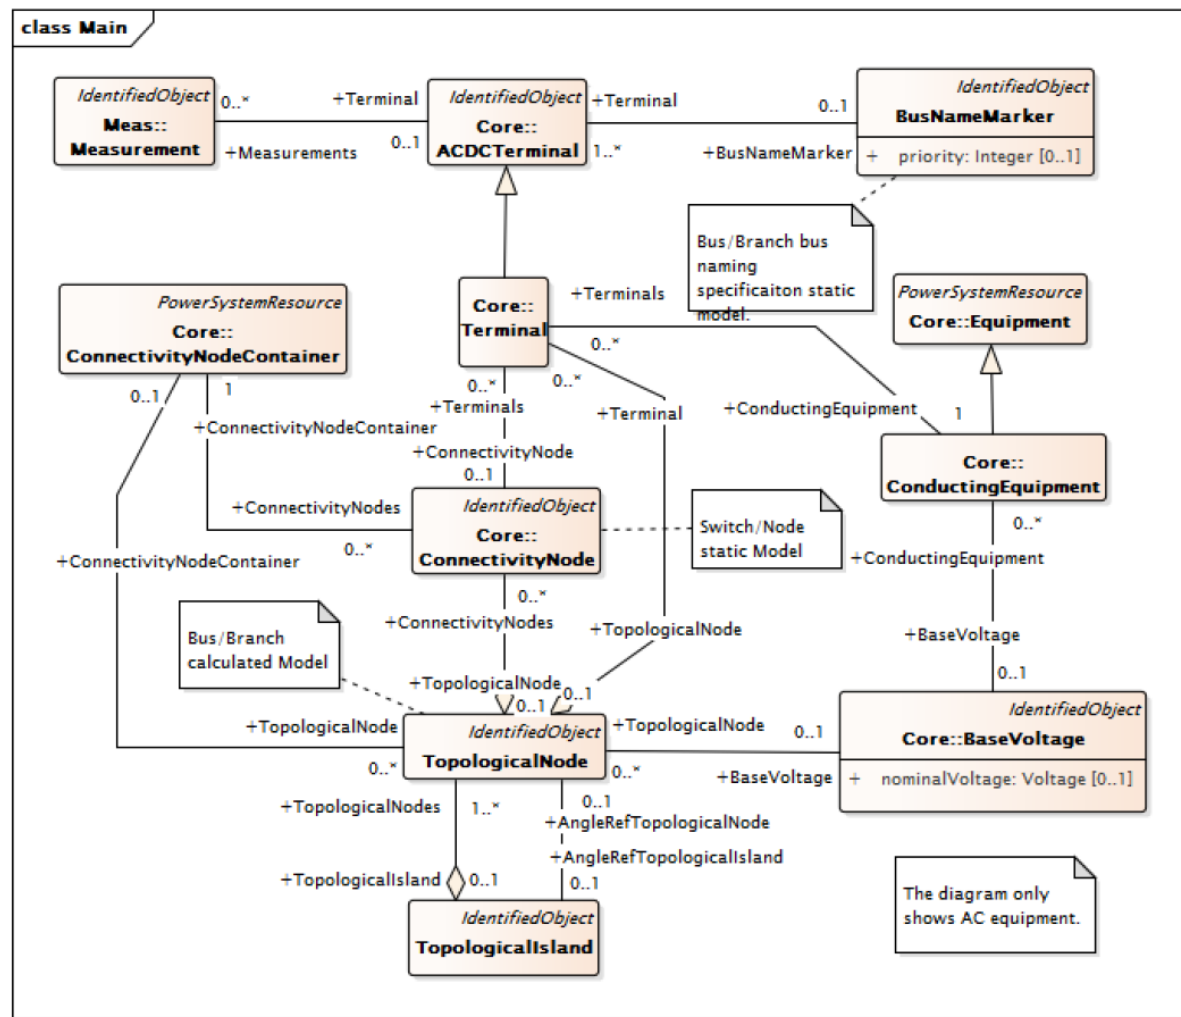 class Main
IdentifiedObject
Meas::
Measurement
0..*
+Measurements
+Terminal
0..1
IdentifiedObject
Core::
ACDCTerminal
+Terminal
1..*
0..1
+BusNameMarker
IdentifiedObject
BusNameMarker
+ priority: Integer [0..1]
Bus/Branch bus
naming
specificaiton static
model.
PowerSystemResource
Core::
ConnectivityNodeContainer
0..1
1
+ConnectivityNodeContainer
Core::
Terminal
+Terminals
0..*
0..*
0..*
+Terminals
+Terminal
PowerSystemResource
Core::Equipment
+ConductingEquipment
1
Core::
ConductingEquipment
0..*
+ConductingEquipment
+ConnectivityNode
0..1
+ConnectivityNodes
0..*
IdentifiedObject
Core::
ConnectivityNode
0..*
Switch/Node
static Model
+ConnectivityNodeContainer
+ConnectivityNodes
+TopologicalNode
Bus/Branch
calculated Model
+BaseVoltage
0..1
+TopologicalNode
0..1
0..1
+TopologicalNode
0..*
IdentifiedObject
TopologicalNode
+TopologicalNode
0..*
0..1
+BaseVoltage
IdentifiedObject
Core::BaseVoltage
+ nominalVoltage: Voltage [0..1]
+TopologicalNodes
1..*
0..1
+AngleRefTopologicalNode
+AngleRefTopologicalIsland
+TopologicalIsland
0..1
0..1
IdentifiedObject
TopologicalIsland
The diagram only
shows AC equipment.